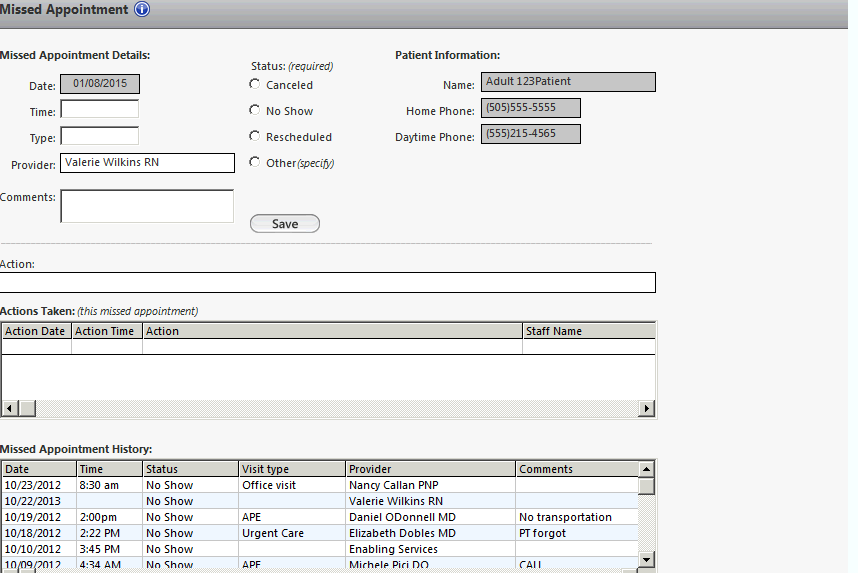 Missed Appointment
Missed Appointment Details:
Status: (required)
Patient Information:
Date: 01/08/2015
Canceled
Name: Adult 123Patient
Time:
No Show
Home Phone: (505)555-5555
Type:
Rescheduled
Daytime Phone: (555)215-4565
Provider: Valerie Wilkins RN
Other(specify)
Comments:
Save
Action:
Actions Taken: (this missed appointment)
Action Date Action Time Action Staff Name
Missed Appointment History:
Date Time Status Visit type Provider Comments
10/23/2012 8:30 am No Show Office visit Nancy Callan PNP
10/22/2013 No Show Valerie Wilkins RN
10/19/2012 2:00pm No Show APE Daniel ODonnell MD No transportation
10/18/2012 2:22 PM No Show Urgent Care Elizabeth Dobles MD PT forgot
10/10/2012 3:45 PM No Show Enabling Services
10/09/2012 4:34 AM No Show APE Michele Pici DO CALL